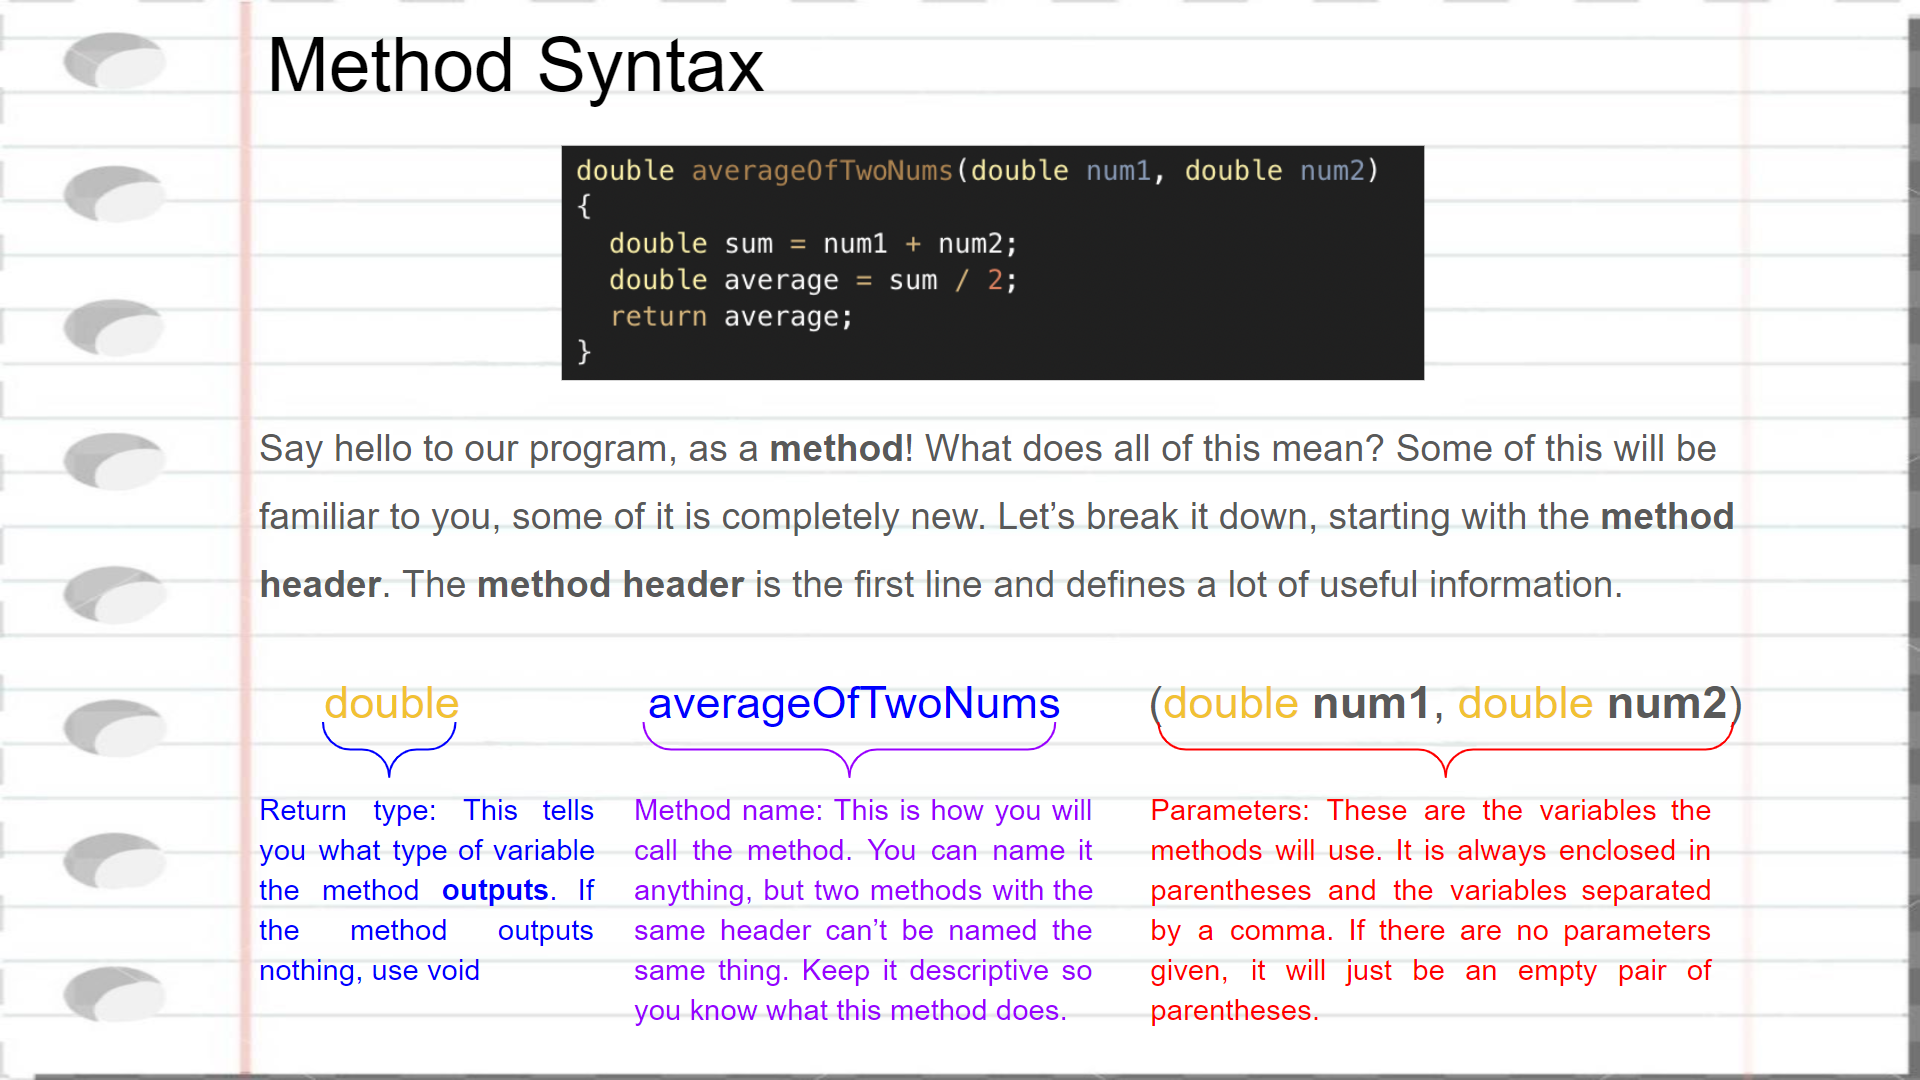 Method Syntax
double averageOfTwoNums(double num1, double num2)
{
  double sum = num1 + num2;
  double average = sum / 2;
  return average;
}
Say hello to our program, as a method! What does all of this mean? Some of this will be
familiar to you, some of it is completely new. Let’s break it down, starting with the method
header. The method header is the first line and defines a lot of useful information.
double averageOfTwoNums (double num1, double num2)
Return type: This tells
you what type of variable
the method outputs. If
the method outputs
nothing, use void
Method name: This is how you will
call the method. You can name it
anything, but two methods with the
same header can’t be named the
same thing. Keep it descriptive so
you know what this method does.
Parameters: These are the variables the
methods will use. It is always enclosed in
parentheses and the variables separated
by a comma. If there are no parameters
given, it will just be an empty pair of
parentheses.